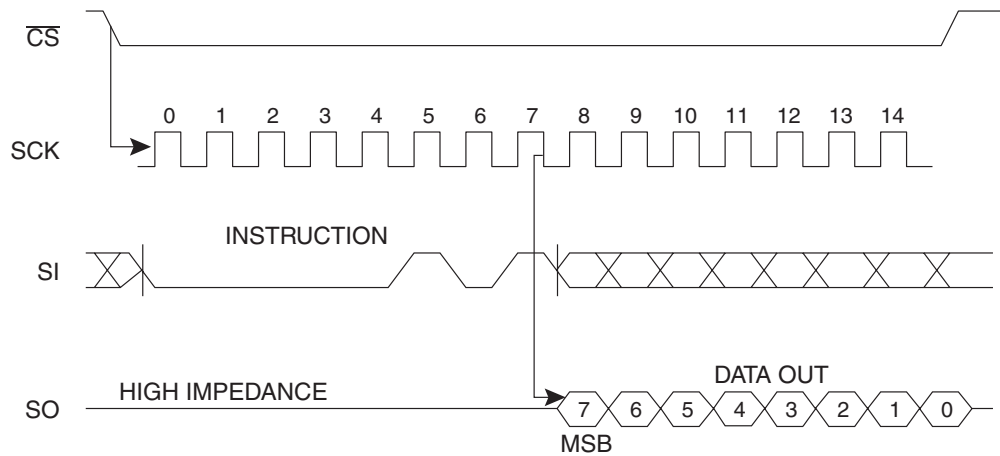 CS
0 1 2 3 4 5 6 7 8 9 10 11 12 13 14
SCK
INSTRUCTION
SI
HIGH IMPEDANCE
DATA OUT
SO
7 6 5 4 3 2 1 0
MSB